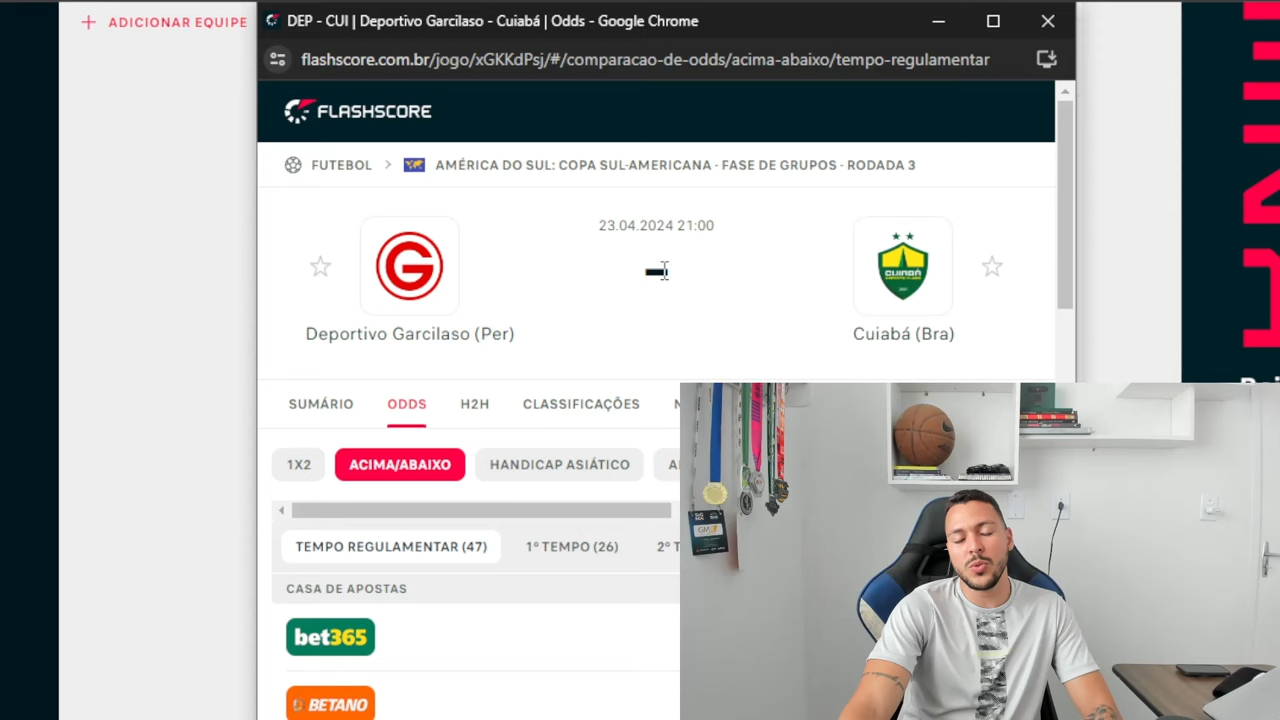 ADICIONAR EQUIPE
DEP - CUI | Deportivo Garcilaso - Cuiabá | Odds - Google Chrome
flashscore.com.br/jogo/xGKKdPsj/#/comparacao-de-odds/acima-abaixo/tempo-regulamentar
FLASHSCORE
FUTEBOL > AMÉRICA DO SUL: COPA SUL-AMERICANA - FASE DE GRUPOS - RODADA 3
23.04.2024 21:00
G
CUIABÁ
Deportivo Garcilaso (Per)
Cuiabá (Bra)
SUMÁRIO ODDS H2H CLASSIFICAÇÕES N
1X2 ACIMA/ABAIXO HANDICAP ASIÁTICO
TEMPO REGULAMENTAR (47) 1º TEMPO (26) 2º T
CASA DE APOSTAS
bet365
BETANO